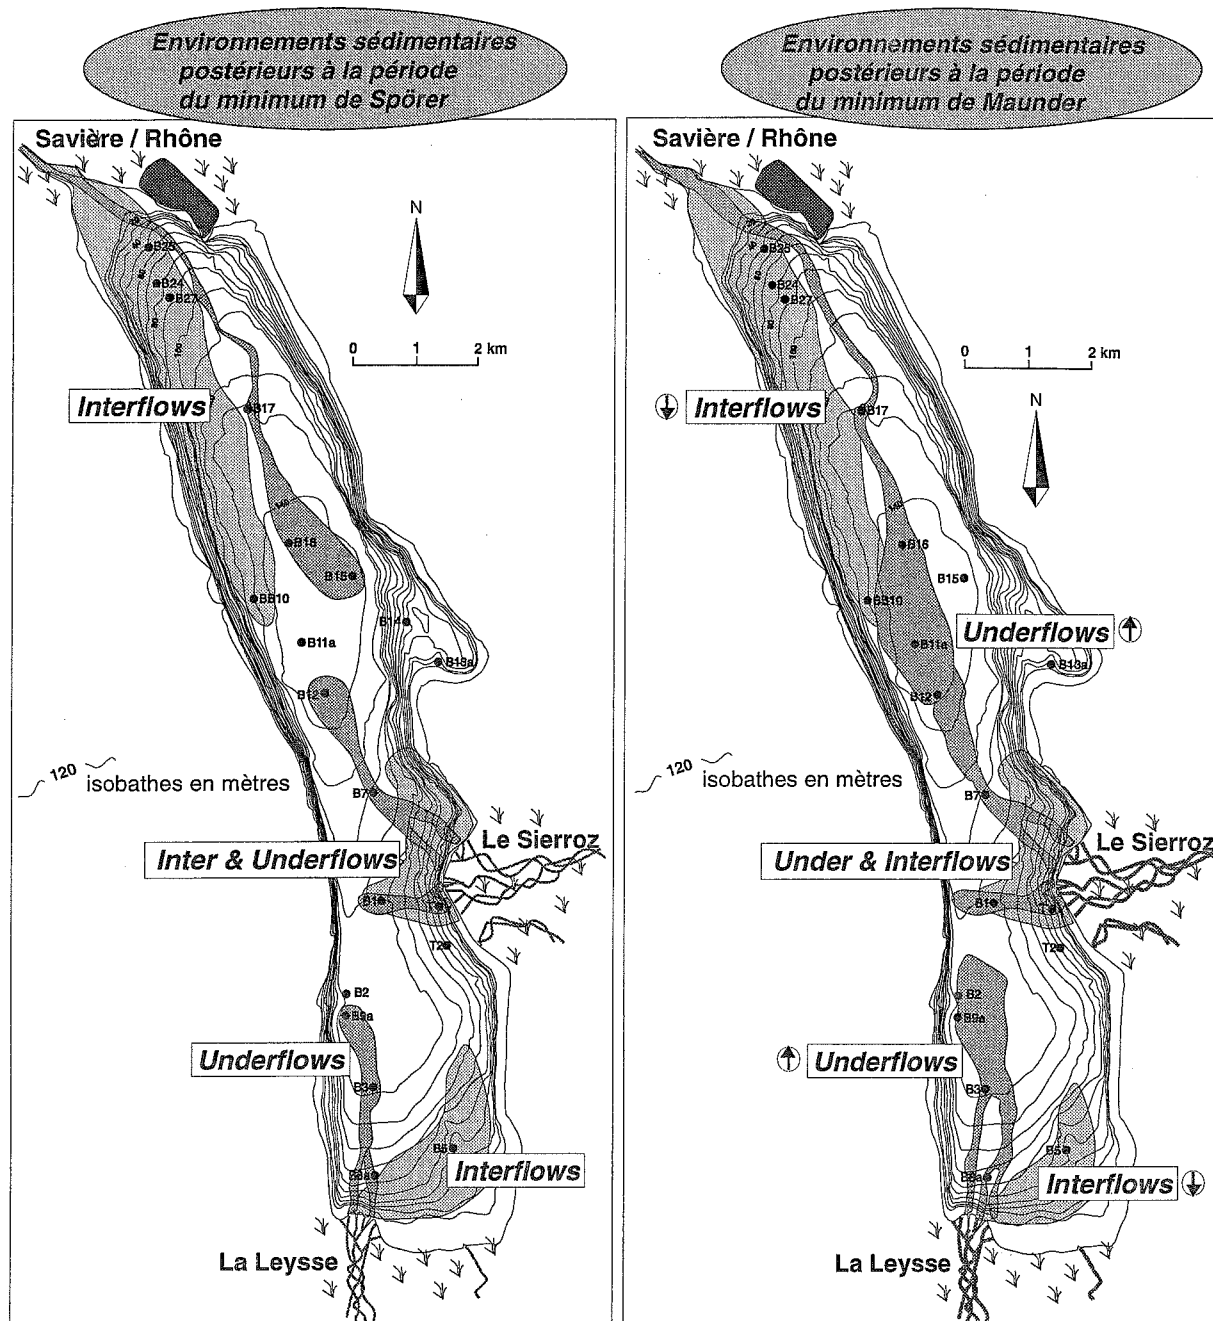 Environnements sédimentaires
postérieurs à la période
du minimum de Spörer
Savière / Rhône
N
0 1 2 km
B25
B24
B27
Interflows
B17
B16
B15
BB10
B14
B11a
B13a
B12
120 isobathes en mètres
B7
Le Sierroz
Inter & Underflows
B1
T2
B2
B9a
Underflows
B3
B5
Interflows
La Leysse
Environnements sédimentaires
postérieurs à la période
du minimum de Maunder
Savière / Rhône
B25
B24
B27
0 1 2 km
Interflows
B17
N
B16
B15
BB10
Underflows
B11a
B13a
B12
120 isobathes en mètres
B7
Le Sierroz
Under & Interflows
B1
T2
B2
B9a
Underflows
B3
B5
Interflows
La Leysse